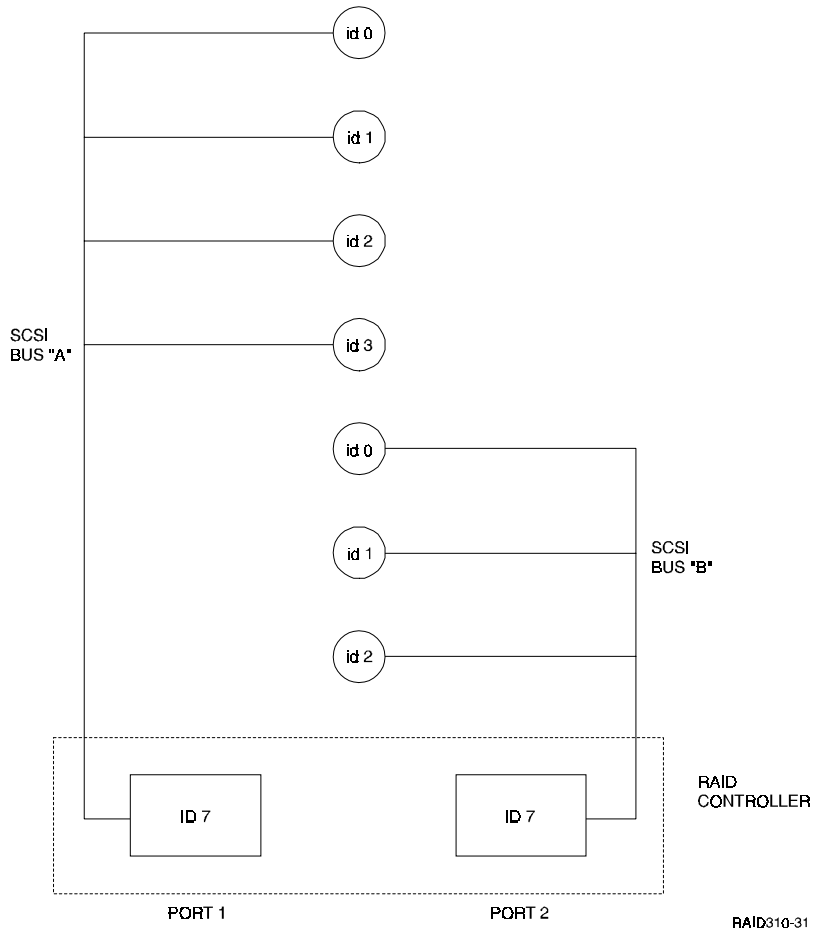 id 0
id 1
id 2
SCSI
BUS "A"
id 3
id 0
id 1
SCSI
BUS "B"
id 2
RAID
CONTROLLER
ID 7
ID 7
PORT 1
PORT 2
RAID310-31